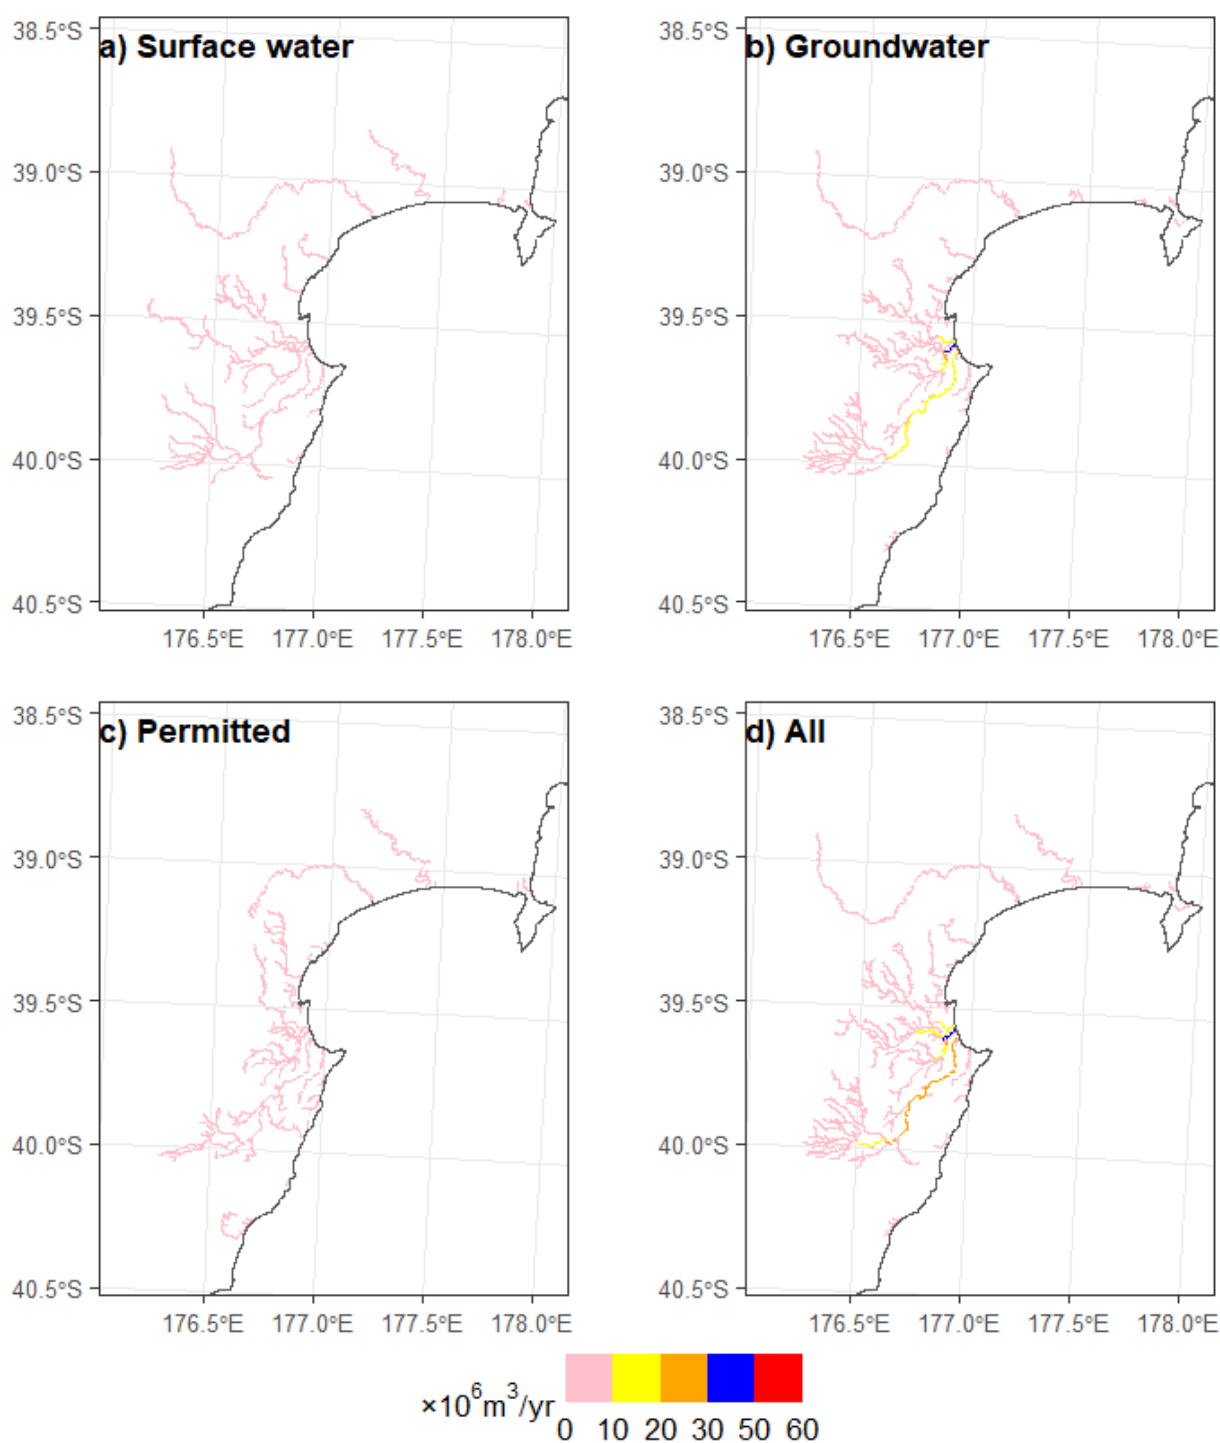 a) Surface water
b) Groundwater
38.5°S
39.0°S
39.5°S
40.0°S
40.5°S
38.5°S
39.0°S
39.5°S
40.0°S
40.5°S
176.5°E 177.0°E 177.5°E 178.0°E
176.5°E 177.0°E 177.5°E 178.0°E
c) Permitted
d) All
38.5°S
39.0°S
39.5°S
40.0°S
40.5°S
38.5°S
39.0°S
39.5°S
40.0°S
40.5°S
176.5°E 177.0°E 177.5°E 178.0°E
176.5°E 177.0°E 177.5°E 178.0°E
×10⁶m³/yr
0 10 20 30 50 60